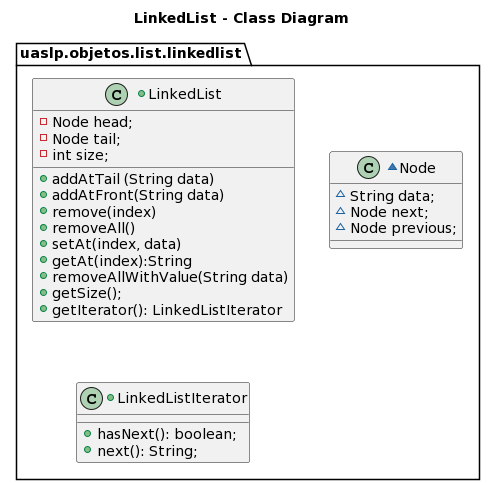 LinkedList - Class Diagram
uaslp.objetos.list.linkedlist
C LinkedList
Node head;
Node tail;
int size;
addAtTail (String data)
addAtFront(String data)
remove(index)
removeAll()
setAt(index, data)
getAt(index):String
removeAllWithValue(String data)
getSize();
getIterator(): LinkedListIterator
C Node
String data;
Node next;
Node previous;
C LinkedListIterator
hasNext(): boolean;
next(): String;